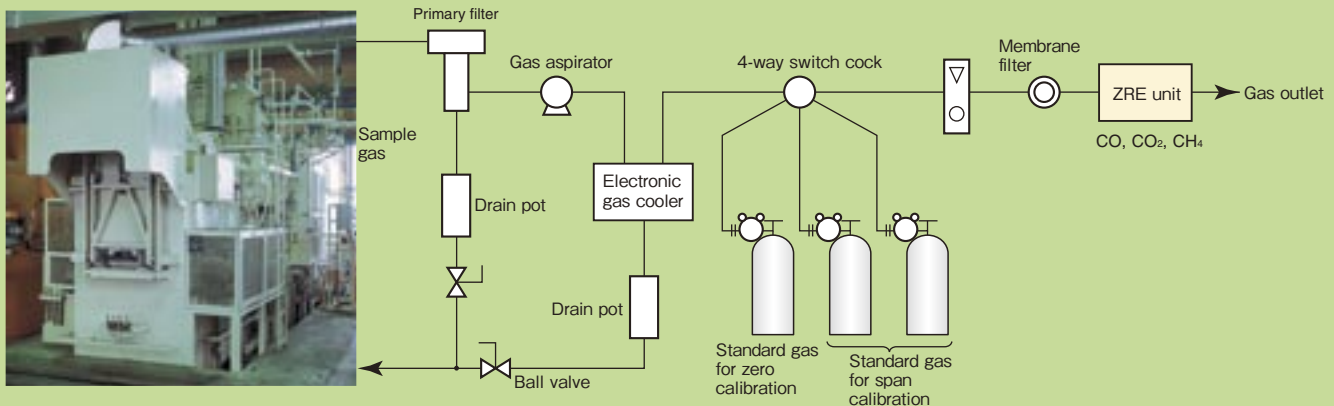 Primary filter
Gas aspirator
4-way switch cock
Membrane
filter
ZRE unit
Gas outlet
CO, CO₂, CH₄
Sample
gas
Drain pot
Electronic
gas cooler
Drain pot
Ball valve
Standard gas
for zero
calibration
Standard gas
for span
calibration